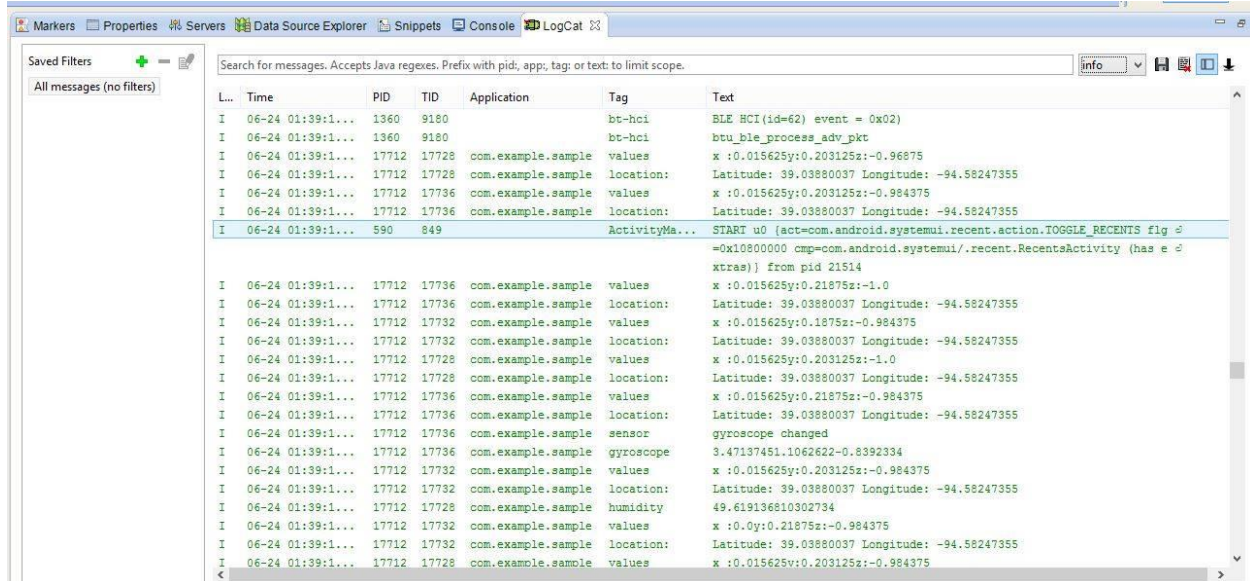 Markers Properties Servers Data Source Explorer Snippets Console LogCat
Saved Filters
All messages (no filters)
Search for messages. Accepts Java regexes. Prefix with pid:, app:, tag: or text: to limit scope. info
L... Time PID TID Application Tag Text
I 06-24 01:39:1... 1360 9180 bt-hci BLE HCI(id=62) event = 0x02)
I 06-24 01:39:1... 1360 9180 bt-hci btu_ble_process_adv_pkt
I 06-24 01:39:1... 17712 17728 com.example.sample values x :0.015625y:0.203125z:-0.96875
I 06-24 01:39:1... 17712 17728 com.example.sample location: Latitude: 39.03880037 Longitude: -94.58247355
I 06-24 01:39:1... 17712 17736 com.example.sample values x :0.015625y:0.203125z:-0.984375
I 06-24 01:39:1... 17712 17736 com.example.sample location: Latitude: 39.03880037 Longitude: -94.58247355
I 06-24 01:39:1... 590 849 ActivityMa... START u0 {act=com.android.systemui.recent.action.TOGGLE_RECENTS flg
=0x10800000 cmp=com.android.systemui/.recent.RecentsActivity (has e
xtras)} from pid 21514
I 06-24 01:39:1... 17712 17736 com.example.sample values x :0.015625y:0.21875z:-1.0
I 06-24 01:39:1... 17712 17736 com.example.sample location: Latitude: 39.03880037 Longitude: -94.58247355
I 06-24 01:39:1... 17712 17732 com.example.sample values x :0.015625y:0.1875z:-0.984375
I 06-24 01:39:1... 17712 17732 com.example.sample location: Latitude: 39.03880037 Longitude: -94.58247355
I 06-24 01:39:1... 17712 17728 com.example.sample values x :0.015625y:0.203125z:-1.0
I 06-24 01:39:1... 17712 17728 com.example.sample location: Latitude: 39.03880037 Longitude: -94.58247355
I 06-24 01:39:1... 17712 17736 com.example.sample values x :0.015625y:0.21875z:-0.984375
I 06-24 01:39:1... 17712 17736 com.example.sample location: Latitude: 39.03880037 Longitude: -94.58247355
I 06-24 01:39:1... 17712 17736 com.example.sample sensor gyroscope changed
I 06-24 01:39:1... 17712 17736 com.example.sample gyroscope 3.47137451.1062622-0.8392334
I 06-24 01:39:1... 17712 17732 com.example.sample values x :0.015625y:0.203125z:-0.984375
I 06-24 01:39:1... 17712 17732 com.example.sample location: Latitude: 39.03880037 Longitude: -94.58247355
I 06-24 01:39:1... 17712 17728 com.example.sample humidity 49.619136810302734
I 06-24 01:39:1... 17712 17732 com.example.sample values x :0.0y:0.21875z:-0.984375
I 06-24 01:39:1... 17712 17732 com.example.sample location: Latitude: 39.03880037 Longitude: -94.58247355
I 06-24 01:39:1... 17712 17728 com.example.sample values x :0.015625y:0.203125z:-1.0